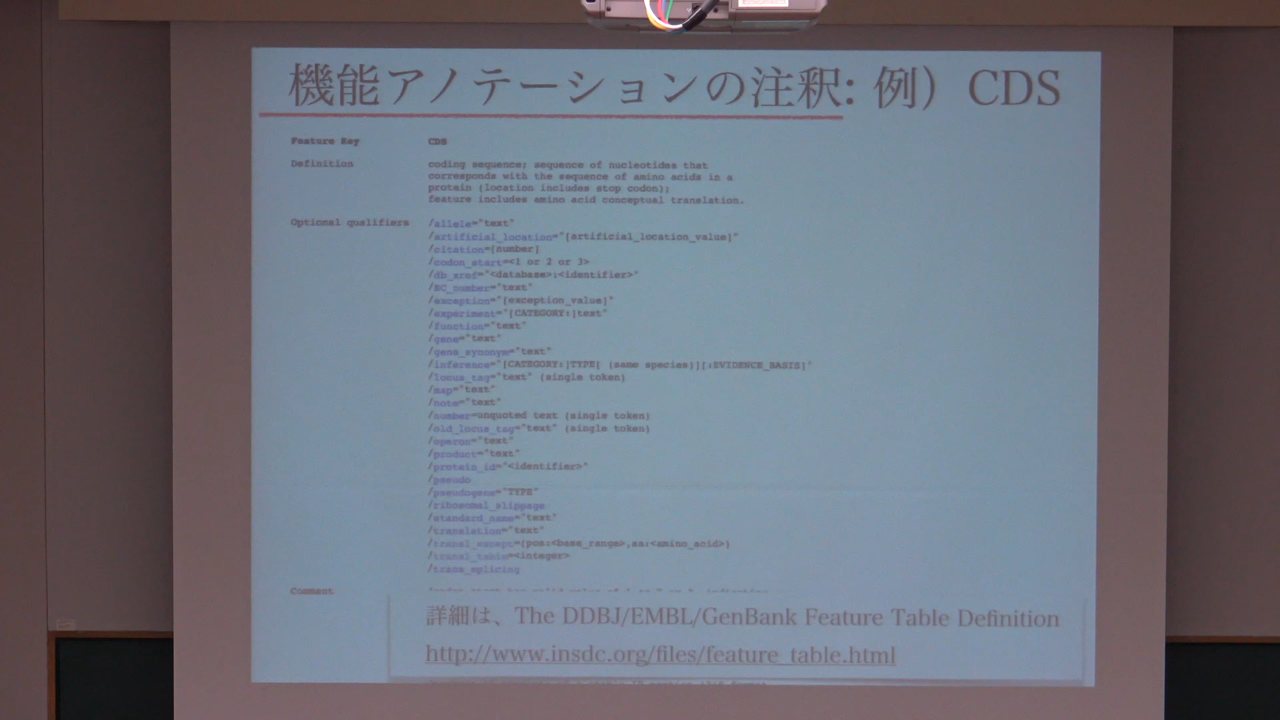 機能アノテーションの注釈: 例） CDS
Feature Key CDS
Definition coding sequence; sequence of nucleotides that
corresponds with the sequence of amino acids in a
protein (location includes stop codon);
feature includes amino acid conceptual translation.
Optional qualifiers /allele="text"
/artificial_location="[artificial_location_value]"
/citation=[number]
/codon_start=<1 or 2 or 3>
/db_xref="<database>:<identifier>"
/EC_number="text"
/exception="[exception_value]"
/experiment="[CATEGORY:]text"
/function="text"
/gene="text"
/gene_synonym="text"
/inference="[CATEGORY:]TYPE[ (same species)][:EVIDENCE_BASIS]"
/locus_tag="text" (single token)
/map="text"
/note="text"
/number=unquoted text (single token)
/old_locus_tag="text" (single token)
/operon="text"
/product="text"
/protein_id="<identifier>"
/pseudo
/pseudogene="TYPE"
/ribosomal_slippage
/standard_name="text"
/translation="text"
/transl_except=(pos:<base_range>,aa:<amino_acid>)
/transl_table=<integer>
/trans_splicing
Comment
詳細は、The DDBJ/EMBL/GenBank Feature Table Definition
http://www.insdc.org/files/feature_table.html